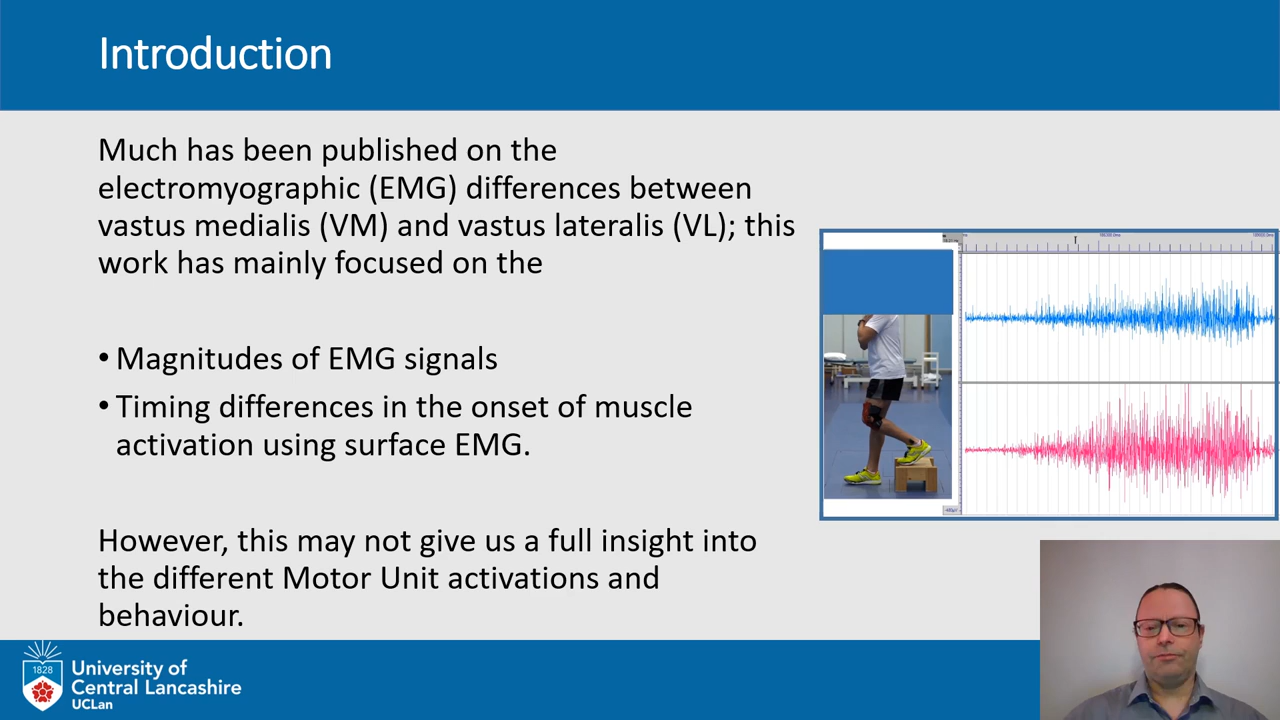 Introduction
Much has been published on the
electromyographic (EMG) differences between
vastus medialis (VM) and vastus lateralis (VL); this
work has mainly focused on the
• Magnitudes of EMG signals
• Timing differences in the onset of muscle
activation using surface EMG.
However, this may not give us a full insight into
the different Motor Unit activations and
behaviour.
1828
University of
Central Lancashire
UCLan